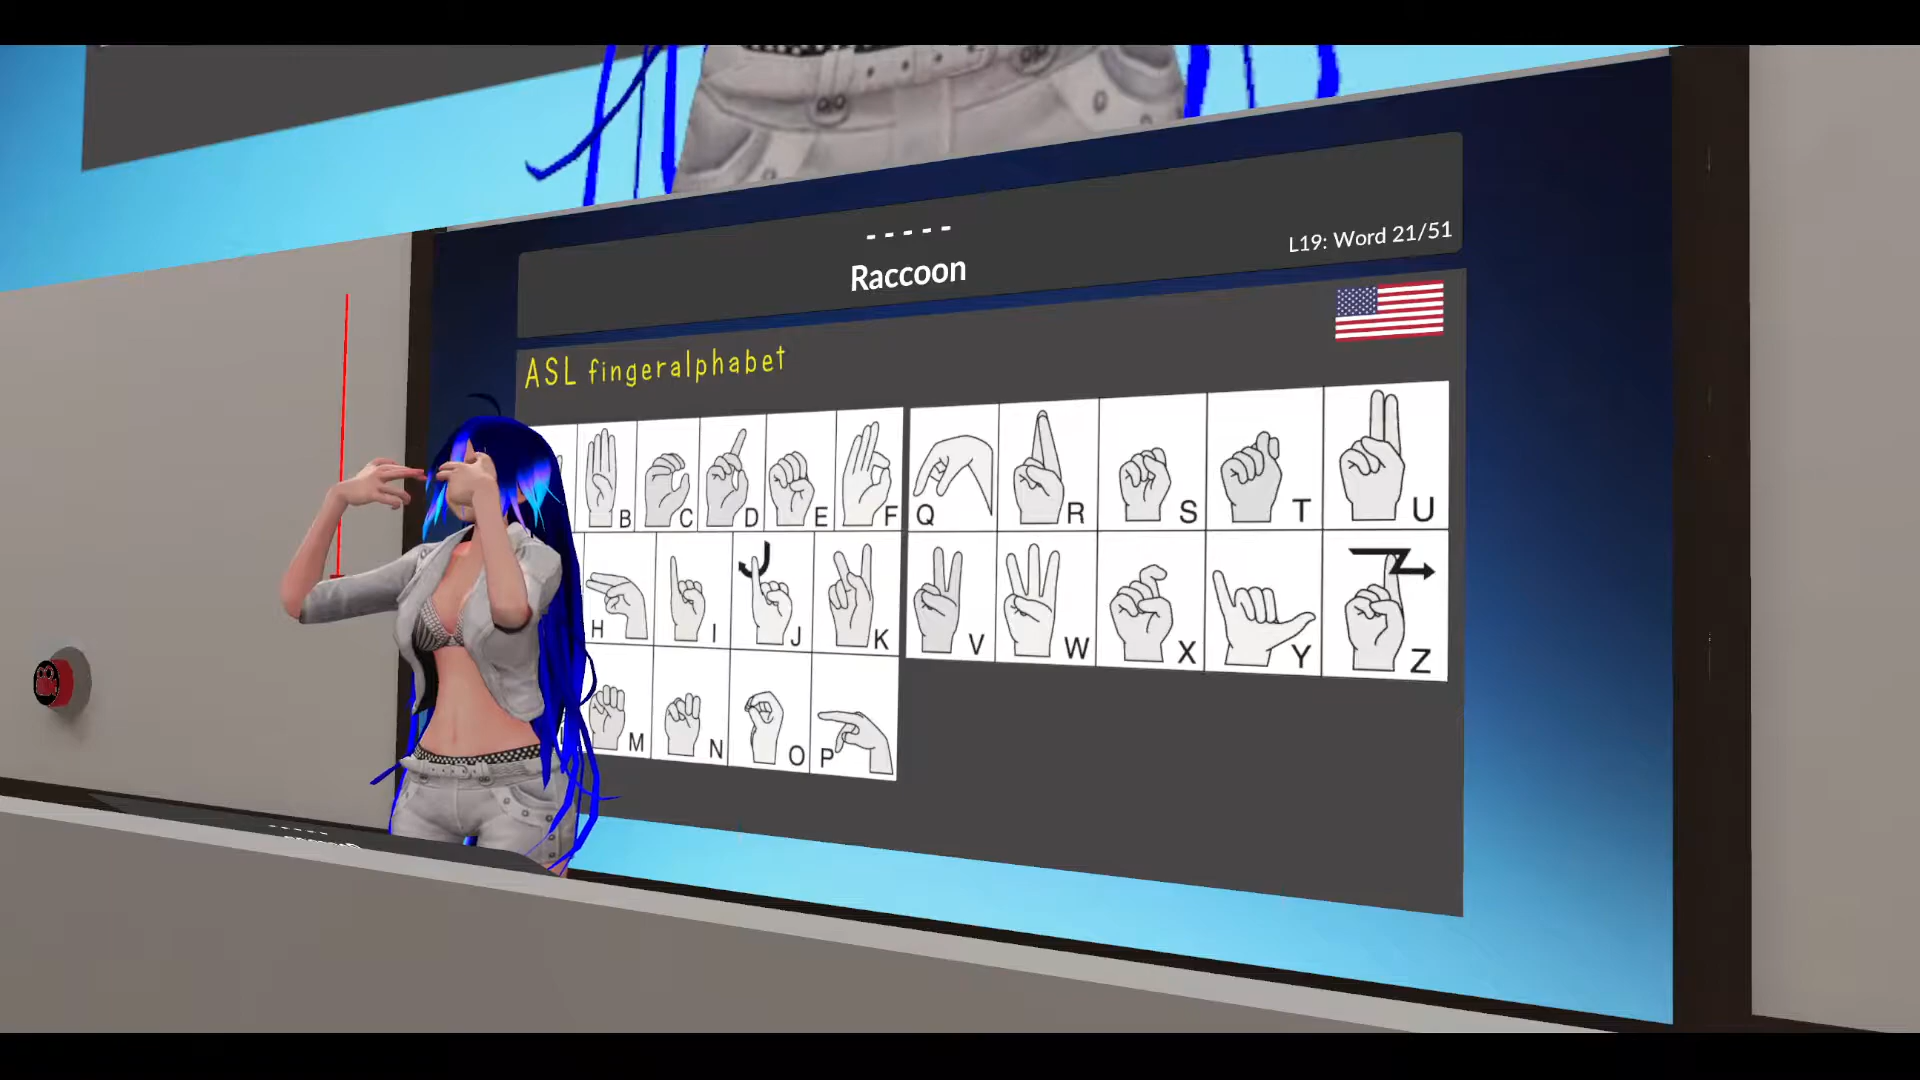 - - - - -
Raccoon
L19: Word 21/51
ASL fingeralphabet
B C D E F Q R S T U
H I J K V W X Y Z
M N O P